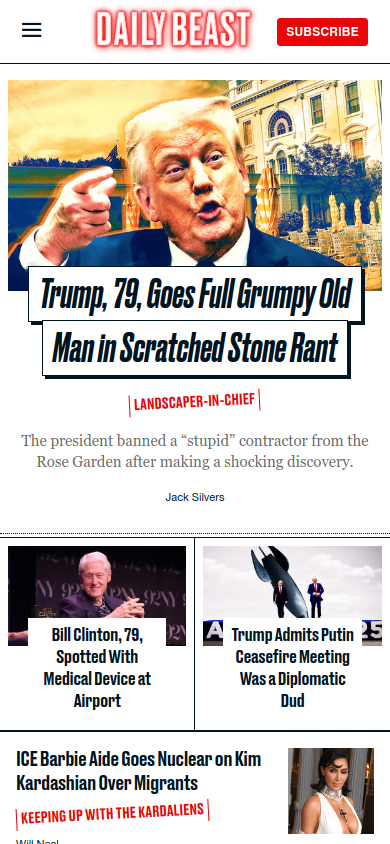 DAILY BEAST
SUBSCRIBE
Trump, 79, Goes Full Grumpy Old
Man in Scratched Stone Rant
LANDSCAPER-IN-CHIEF
The president banned a “stupid” contractor from the
Rose Garden after making a shocking discovery.
Jack Silvers
92NY
Bill Clinton, 79,
Spotted With
Medical Device at
Airport
A
25
Trump Admits Putin
Ceasefire Meeting
Was a Diplomatic
Dud
ICE Barbie Aide Goes Nuclear on Kim
Kardashian Over Migrants
KEEPING UP WITH THE KARDALIENS
Will Neal